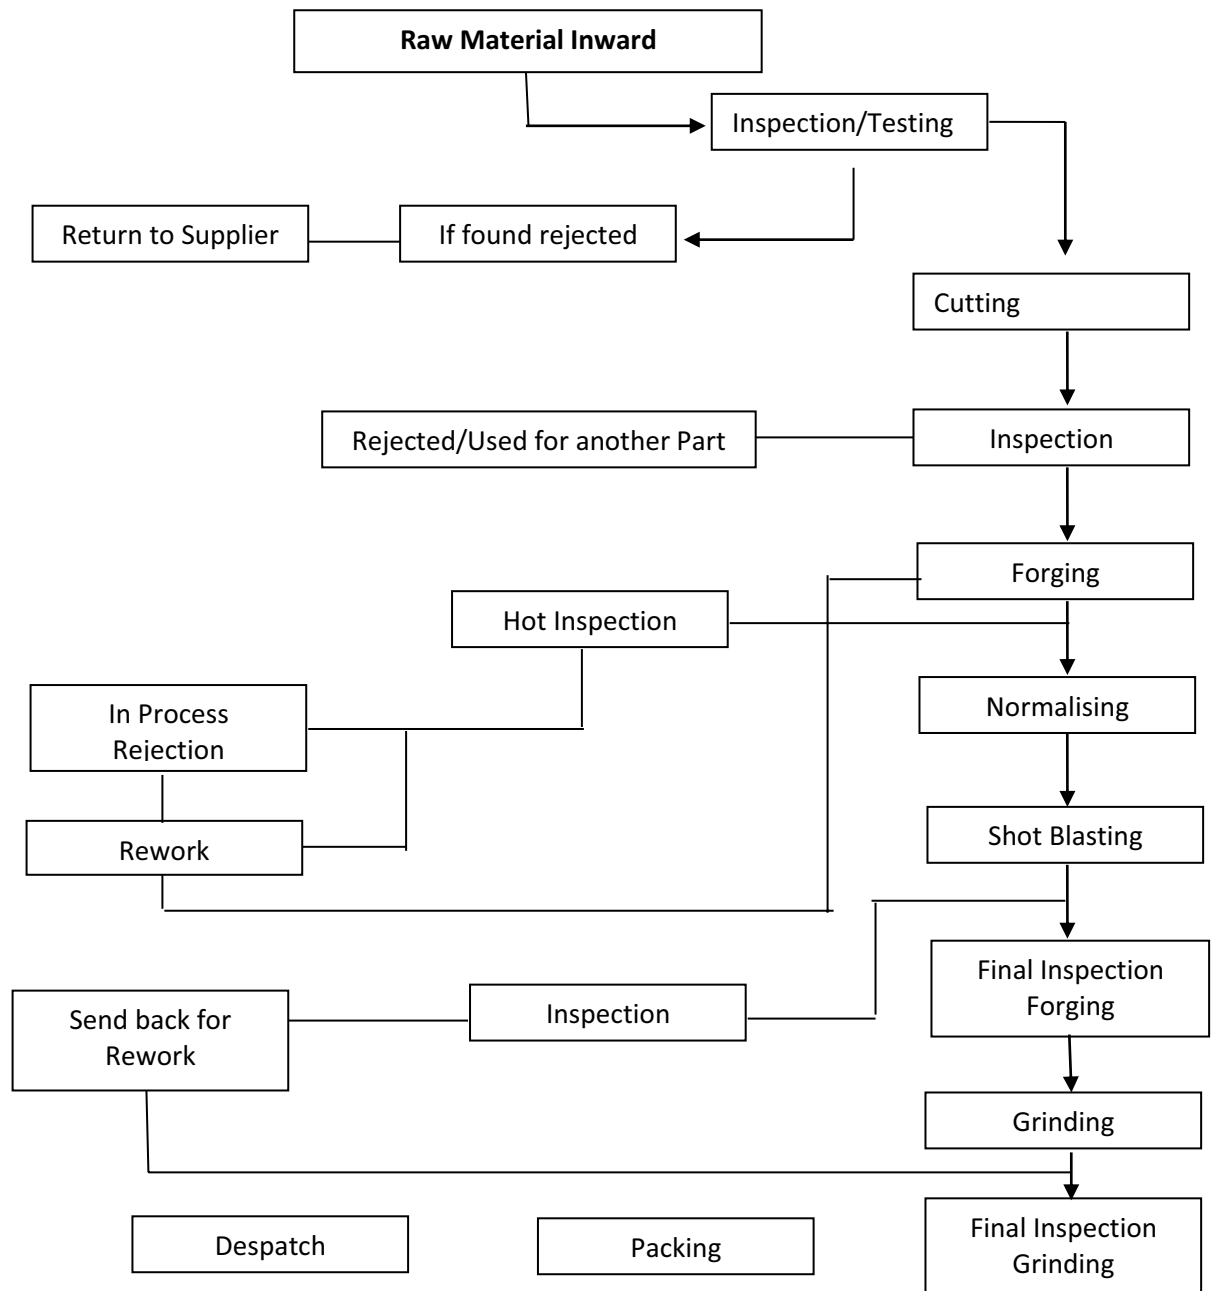 Raw Material Inward
Inspection/Testing
Return to Supplier
If found rejected
Cutting
Rejected/Used for another Part
Inspection
Forging
Hot Inspection
Normalising
In Process
Rejection
Rework
Shot Blasting
Final Inspection
Forging
Send back for
Rework
Inspection
Grinding
Despatch
Packing
Final Inspection
Grinding